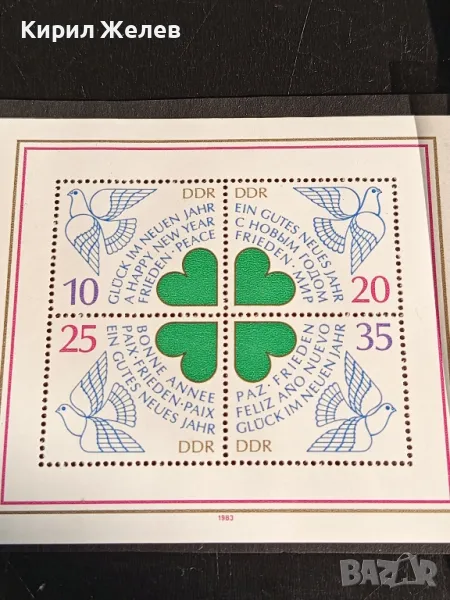 Кирил Желев
DDR
GLÜCK IM NEUEN JAHR
A HAPPY NEW YEAR
FRIEDEN · PEACE
10
DDR
EIN GUTES NEUES JAHR
С НОВЫМ ГОДОМ
FRIEDEN · МИР
20
25
BONNE ANNEE
PAIX · FRIEDEN · PAIX
EIN GUTES NEUES JAHR
DDR
35
PAZ · FRIEDEN
FELIZ AÑO NUEVO
GLÜCK IM NEUEN JAHR
DDR
1983
BAZAR